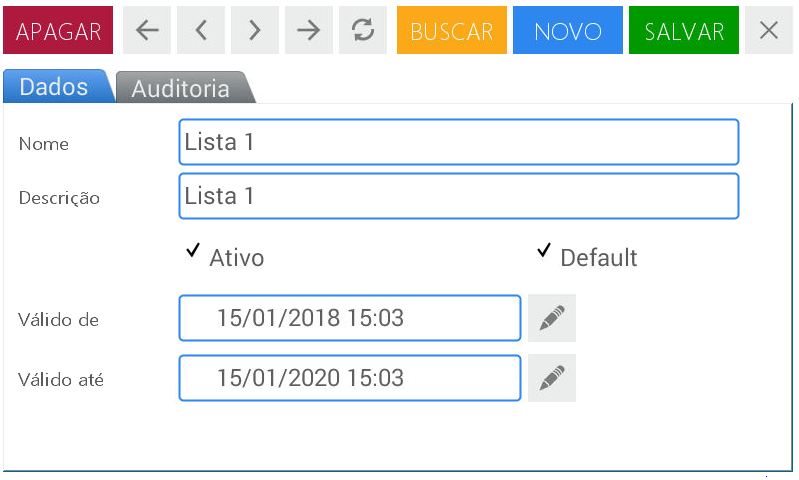 APAGAR BUSCAR NOVO SALVAR
Dados Auditoria
Nome Lista 1
Descrição Lista 1
Ativo Default
Válido de 15/01/2018 15:03
Válido até 15/01/2020 15:03